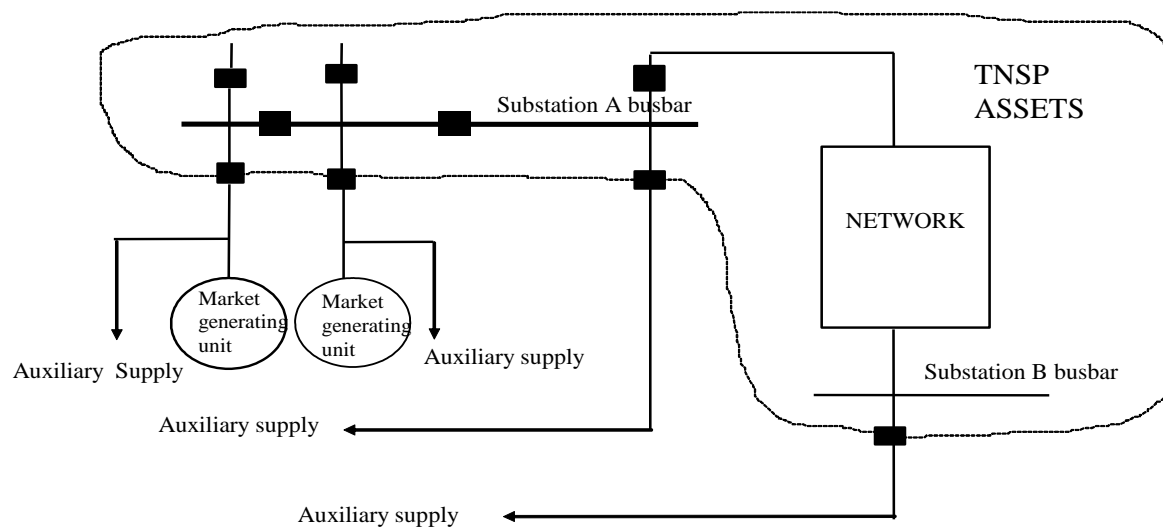 TNSP
ASSETS
Substation A busbar
NETWORK
Market
generating
unit
Market
generating
unit
Auxiliary Supply
Auxiliary supply
Substation B busbar
Auxiliary supply
Auxiliary supply